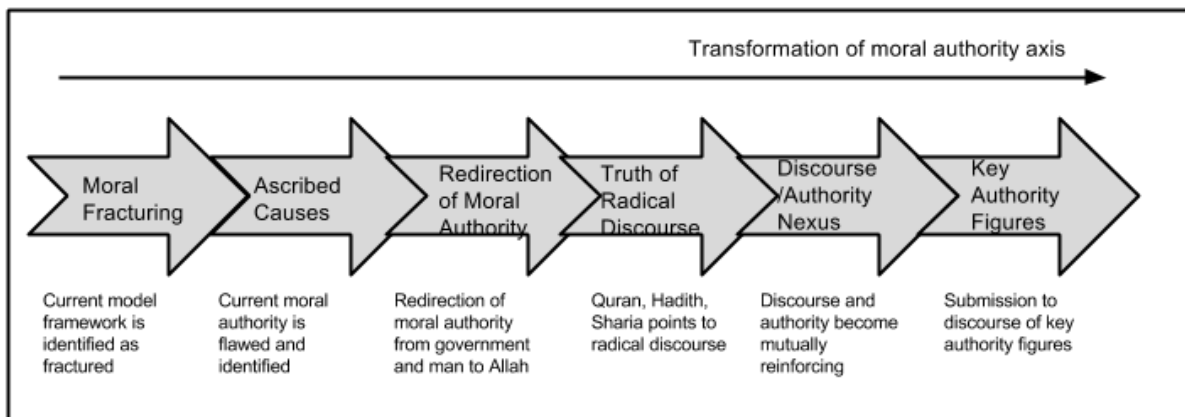 Transformation of moral authority axis
Moral
Fracturing
Ascribed
Causes
Redirection
of Moral
Authority
Truth of
Radical
Discourse
Discourse
/Authority
Nexus
Key
Authority
Figures
Current model
framework is
identified as
fractured
Current moral
authority is
flawed and
identified
Redirection of
moral authority
from government
and man to Allah
Quran, Hadith,
Sharia points to
radical discourse
Discourse and
authority become
mutually
reinforcing
Submission to
discourse of key
authority figures